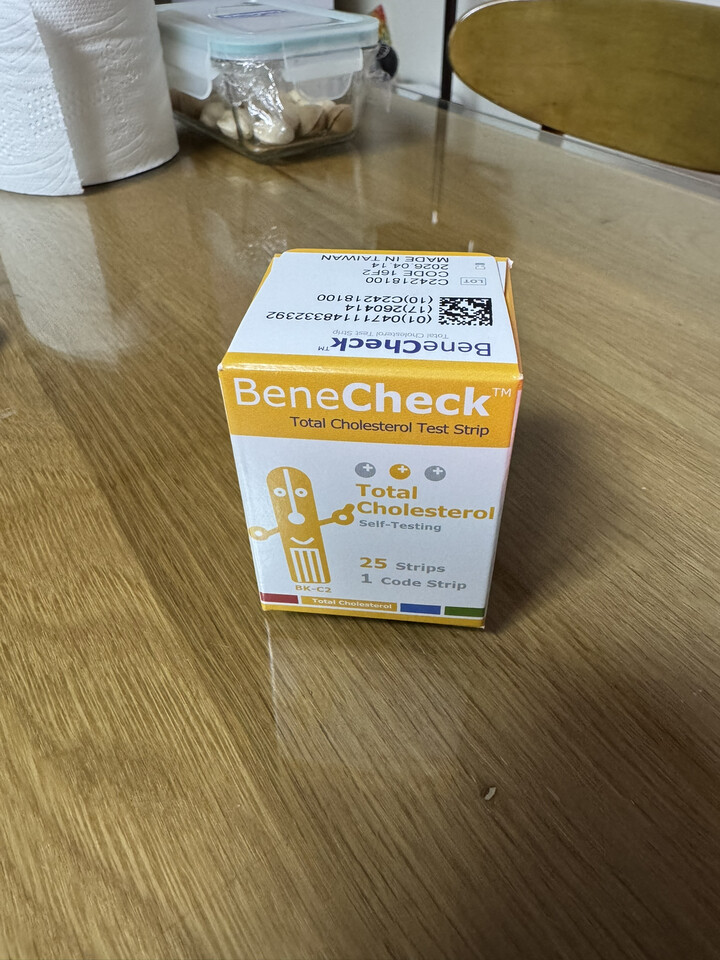 BeneCheck™
Total Cholesterol Test Strip
(01)04711148332392
(17)260414
(10)C24218100
LOT C24218100
CODE 16F2
2026.04.14
MADE IN TAIWAN
BeneCheck™
Total Cholesterol Test Strip
Total
Cholesterol
Self-Testing
25 Strips
1 Code Strip
BK-C2
Total Cholesterol